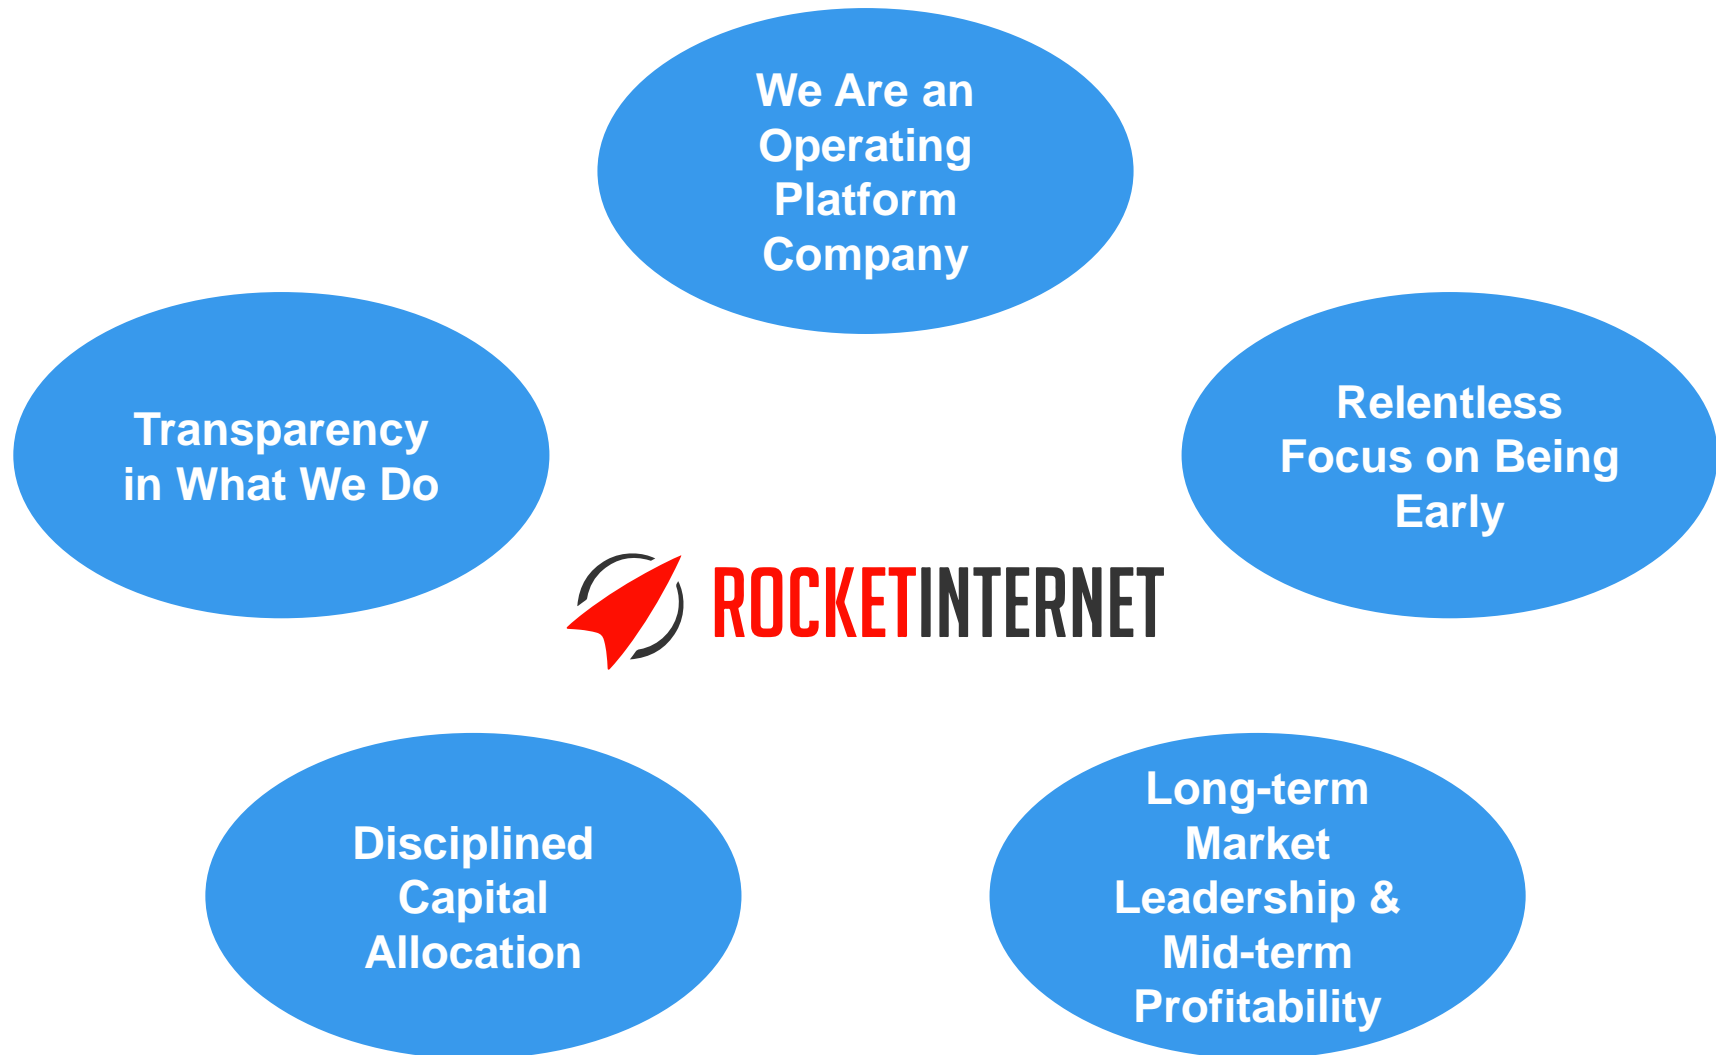 We Are an
Operating
Platform
Company
Transparency
in What We Do
Relentless
Focus on Being
Early
ROCKETINTERNET
Disciplined
Capital
Allocation
Long-term
Market
Leadership &
Mid-term
Profitability